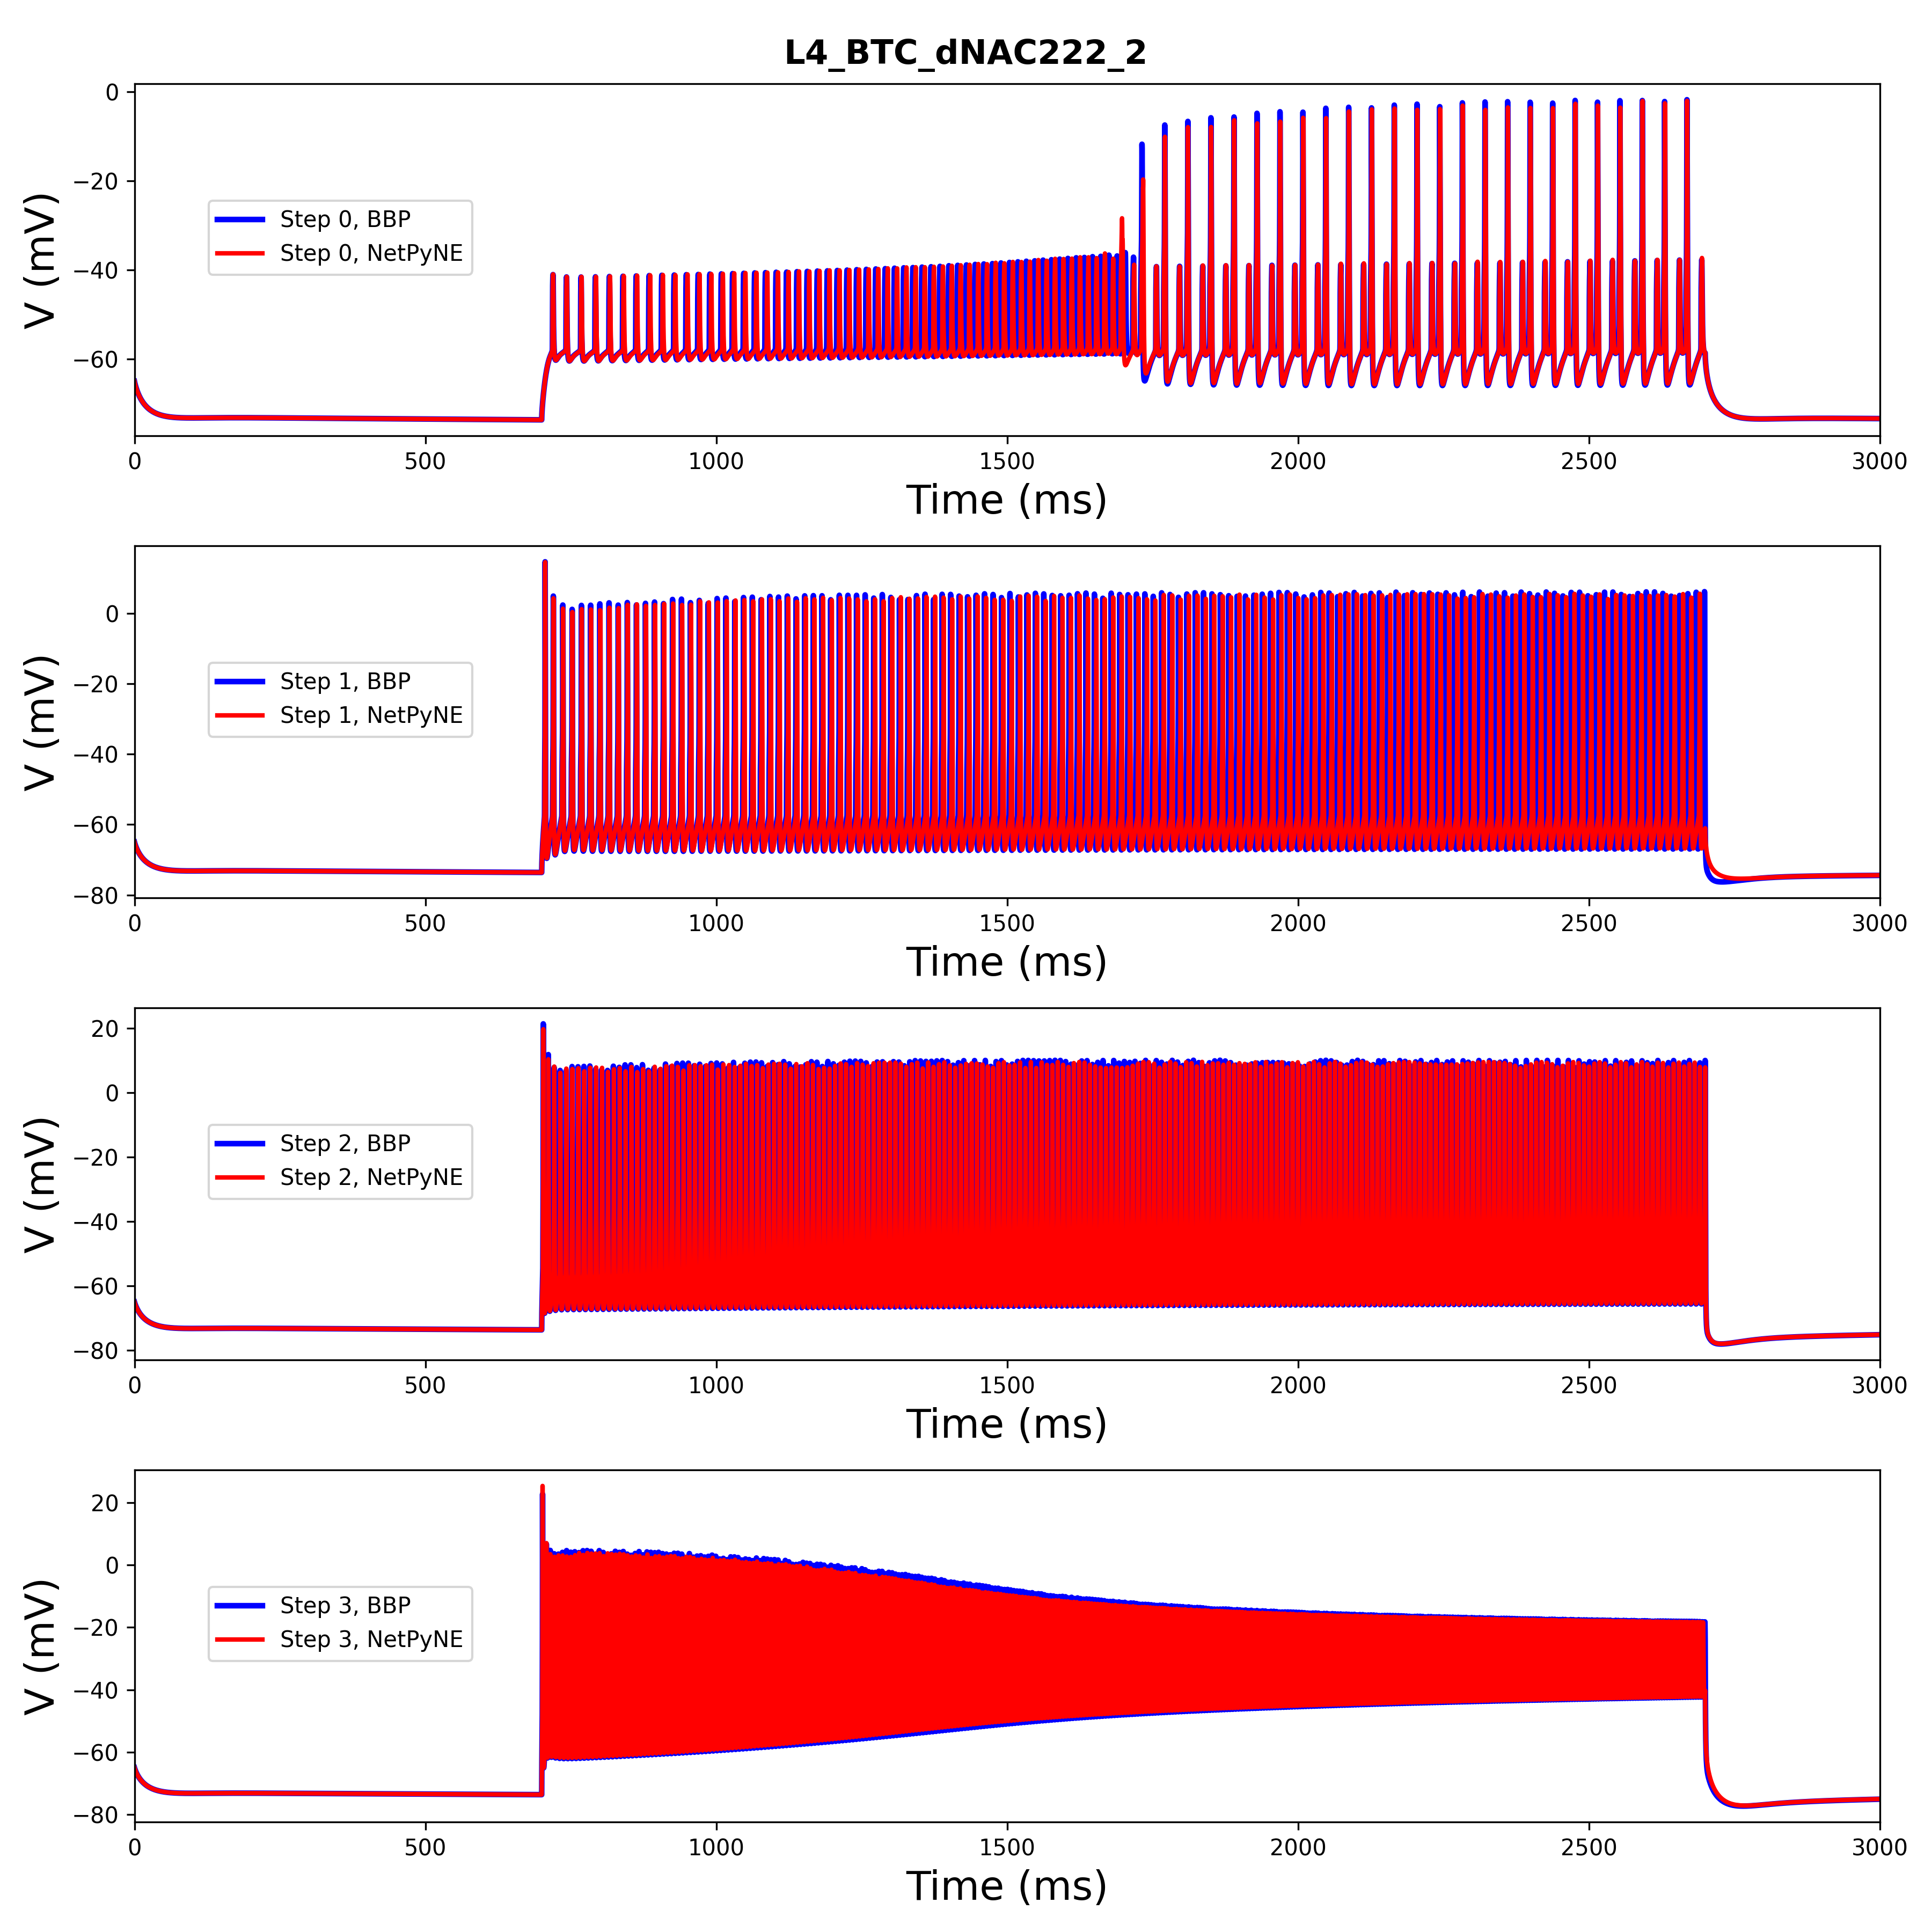 L4_BTC_dNAC222_2
0
−20
−40
−60
V (mV)
Step 0, BBP
Step 0, NetPyNE
0 500 1000 1500 2000 2500 3000
Time (ms)
0
−20
−40
−60
−80
V (mV)
Step 1, BBP
Step 1, NetPyNE
0 500 1000 1500 2000 2500 3000
Time (ms)
20
0
−20
−40
−60
−80
V (mV)
Step 2, BBP
Step 2, NetPyNE
0 500 1000 1500 2000 2500 3000
Time (ms)
20
0
−20
−40
−60
−80
V (mV)
Step 3, BBP
Step 3, NetPyNE
0 500 1000 1500 2000 2500 3000
Time (ms)